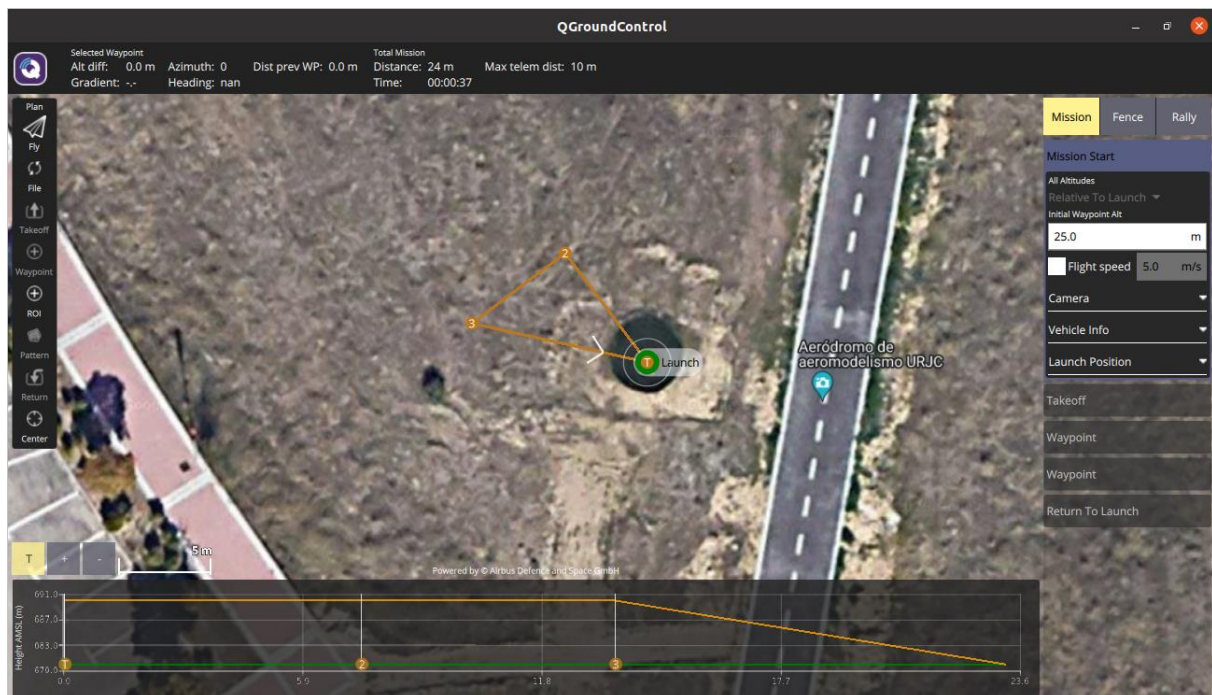 QGroundControl
Selected Waypoint
Alt diff: 0.0 m Azimuth: 0 Dist prev WP: 0.0 m
Gradient: -.- Heading: nan
Total Mission
Distance: 24 m Max telem dist: 10 m
Time: 00:00:37
Plan
Fly
File
Takeoff
Waypoint
ROI
Pattern
Return
Center
2
3
T Launch
Aeródromo de
aeromodelismo URJC
Mission Fence Rally
Mission Start
All Altitudes
Relative To Launch
Initial Waypoint Alt
25.0 m
Flight speed 5.0 m/s
Camera
Vehicle Info
Launch Position
Takeoff
Waypoint
Waypoint
Return To Launch
T + -
5 m
Powered by © Airbus Defence and Space GmbH
Height AMSL (m)
691.0
687.0
683.0
679.0
T 2 3
0.0 5.9 11.8 17.7 23.6